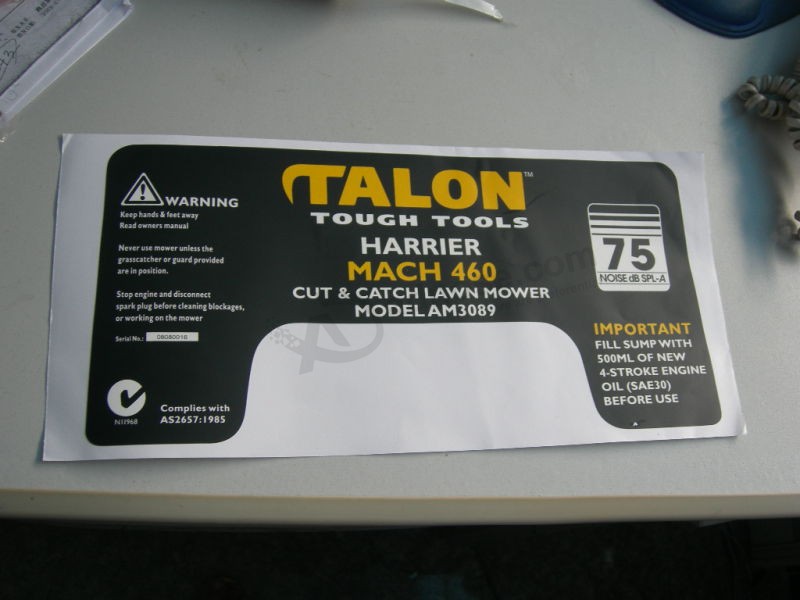 WARNING
Keep hands & feet away
Read owners manual
Never use mower unless the
grasscatcher or guard provided
are in position.
Stop engine and disconnect
spark plug before cleaning blockages,
or working on the mower
Serial No.: 08080018
N11968
Complies with
AS2657:1985
TALON™
TOUGH TOOLS
HARRIER
MACH 460
CUT & CATCH LAWN MOWER
MODEL AM3089
75
NOISE dB SPL-A
IMPORTANT
FILL SUMP WITH
500ML OF NEW
4-STROKE ENGINE
OIL (SAE30)
BEFORE USE